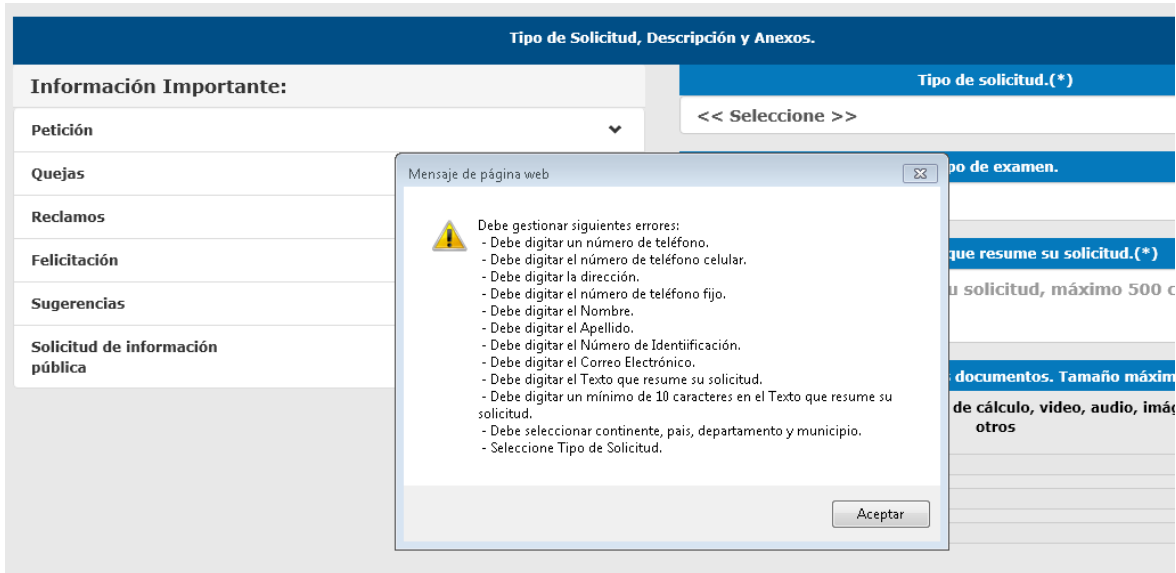 Tipo de Solicitud, Descripción y Anexos.
Información Importante:
Petición
Quejas
Reclamos
Felicitación
Sugerencias
Solicitud de información
pública
Tipo de solicitud.(*)
<< Seleccione >>
de examen.
que resume su solicitud.(*)
solicitud, máximo 500
documentos. Tamaño
de cálculo, video, audio,
otros
Mensaje de página web
Debe gestionar siguientes errores:
- Debe digitar un número de teléfono.
- Debe digitar el número de teléfono celular.
- Debe digitar la dirección.
- Debe digitar el número de teléfono fijo.
- Debe digitar el Nombre.
- Debe digitar el Apellido.
- Debe digitar el Número de Identiificación.
- Debe digitar el Correo Electrónico.
- Debe digitar el Texto que resume su solicitud.
- Debe digitar un mínimo de 10 caracteres en el Texto que resume su
solicitud.
- Debe seleccionar continente, pais, departamento y municipio.
- Seleccione Tipo de Solicitud.
Aceptar